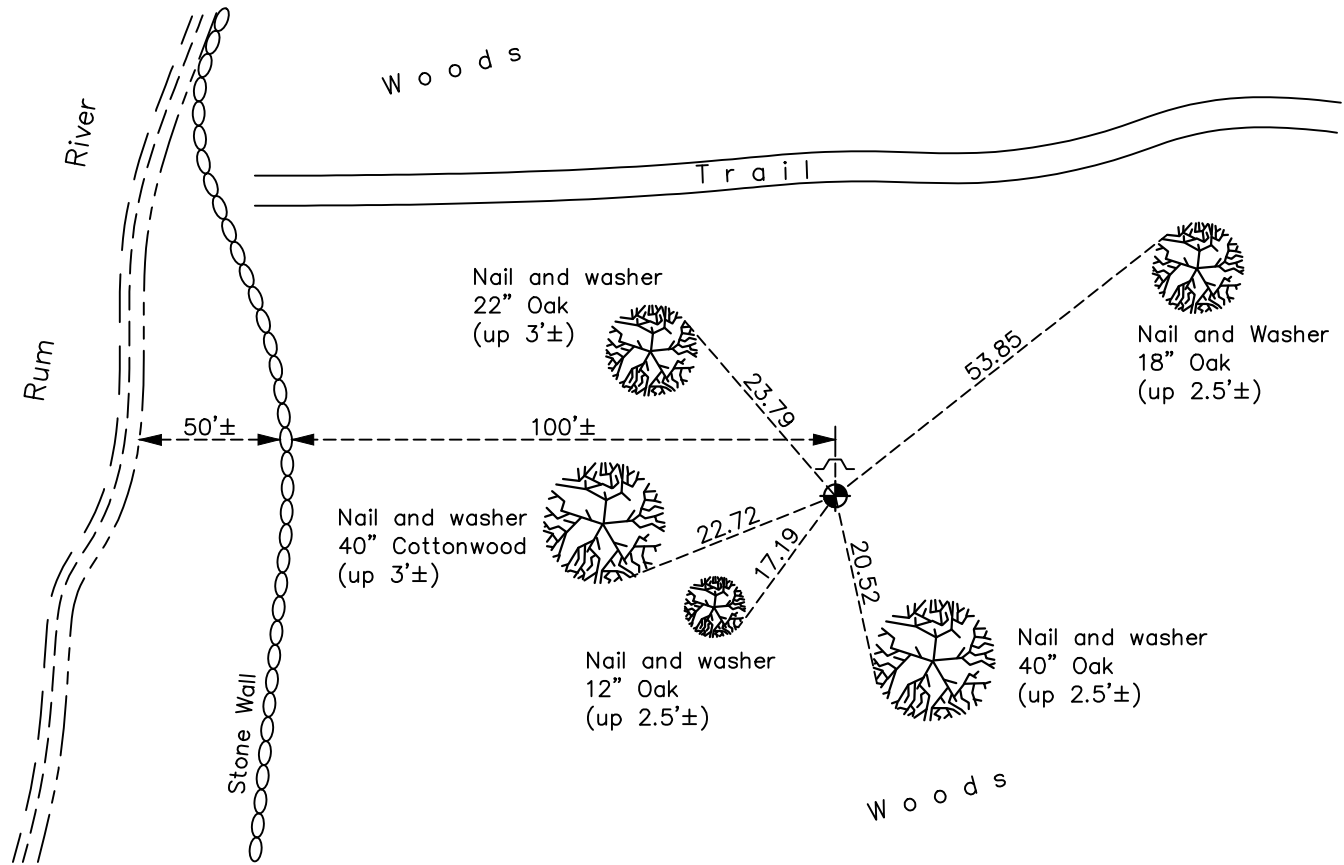 Woods
River
Trail
Nail and washer
22” Oak
(up 3’±)
Nail and Washer
18” Oak
(up 2.5’±)
53.85
23.79
Rum
50’±
100’±
Nail and washer
40” Cottonwood
(up 3’±)
22.72
17.19
20.52
Nail and washer
12” Oak
(up 2.5’±)
Nail and washer
40” Oak
(up 2.5’±)
Stone Wall
Woods